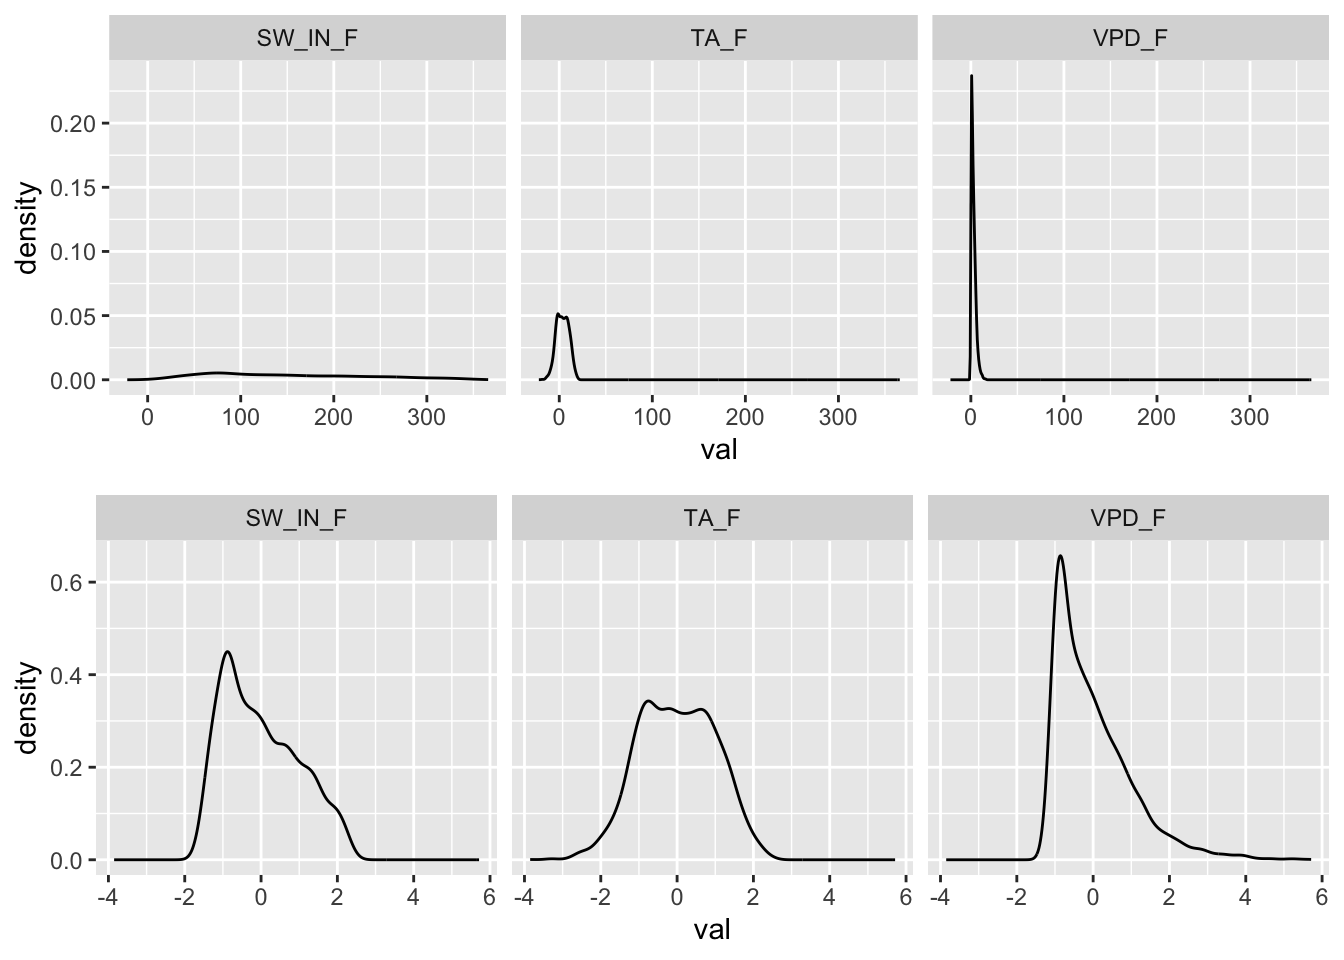 SW_IN_F TA_F VPD_F
0.20
0.15
0.10
0.05
0.00
density
0 100 200 300 0 100 200 300 0 100 200 300
val
SW_IN_F TA_F VPD_F
0.6
0.4
0.2
0.0
density
-4 -2 0 2 4 6 -4 -2 0 2 4 6 -4 -2 0 2 4 6
val